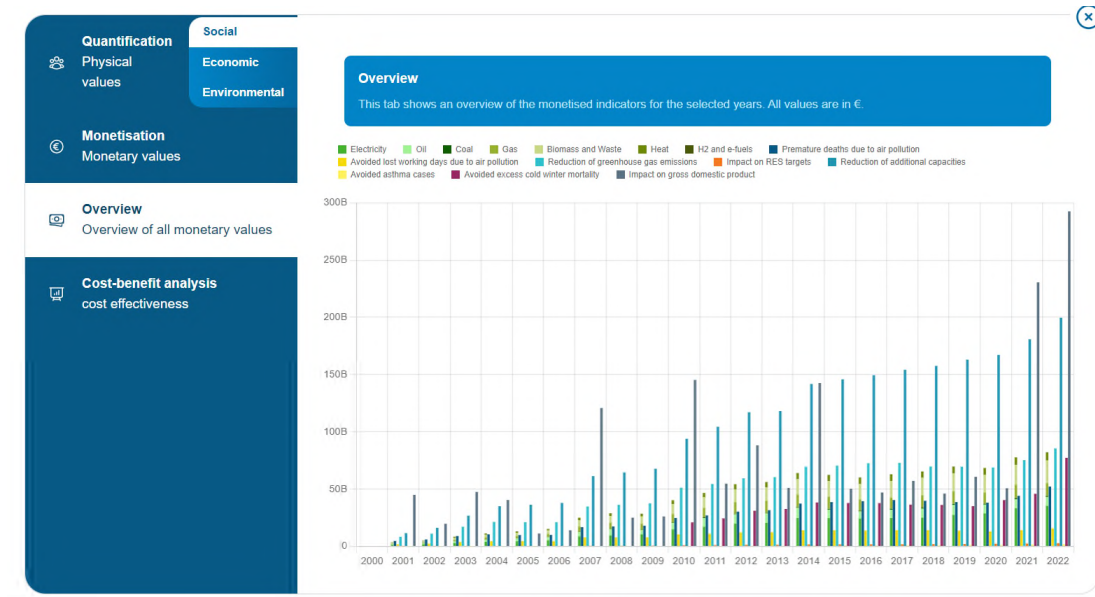 Quantification
Physical
values
Social
Economic
Environmental
Monetisation
Monetary values
Overview
Overview of all monetary values
Cost-benefit analysis
cost effectiveness
Overview
This tab shows an overview of the monetised indicators for the selected years. All values are in €.
Electricity Oil Coal Gas Biomass and Waste Heat H2 and e-fuels Premature deaths due to air pollution
Avoided lost working days due to air pollution Reduction of greenhouse gas emissions Impact on RES targets Reduction of additional capacities
Avoided asthma cases Avoided excess cold winter mortality Impact on gross domestic product
300B
250B
200B
150B
100B
50B
0
2000 2001 2002 2003 2004 2005 2006 2007 2008 2009 2010 2011 2012 2013 2014 2015 2016 2017 2018 2019 2020 2021 2022